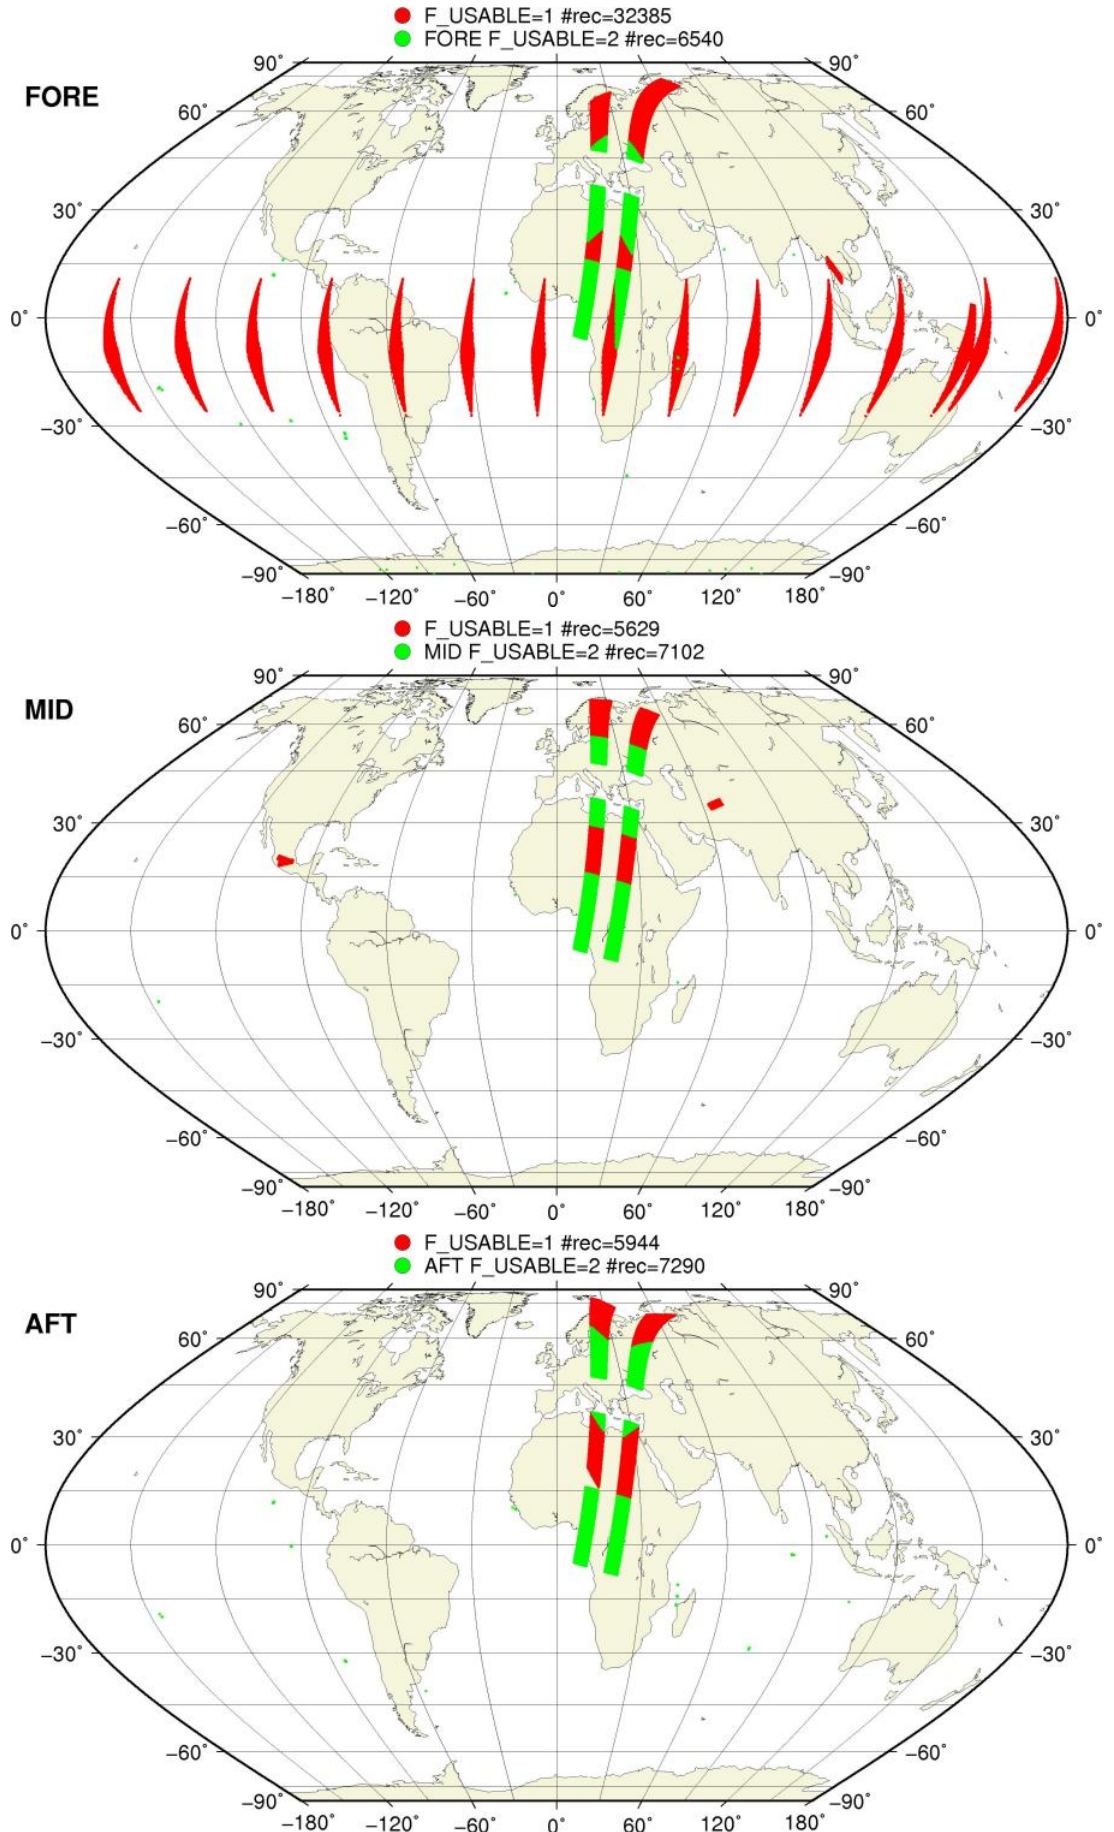 F_USABLE=1 #rec=32385
FORE F_USABLE=2 #rec=6540
FORE
90° 90°
60° 60°
30° 30°
0° 0°
−30° −30°
−60° −60°
−90° −90°
−180° −120° −60° 0° 60° 120° 180°
F_USABLE=1 #rec=5629
MID F_USABLE=2 #rec=7102
MID
90° 90°
60° 60°
30° 30°
0° 0°
−30° −30°
−60° −60°
−90° −90°
−180° −120° −60° 0° 60° 120° 180°
F_USABLE=1 #rec=5944
AFT F_USABLE=2 #rec=7290
AFT
90° 90°
60° 60°
30° 30°
0° 0°
−30° −30°
−60° −60°
−90° −90°
−180° −120° −60° 0° 60° 120° 180°